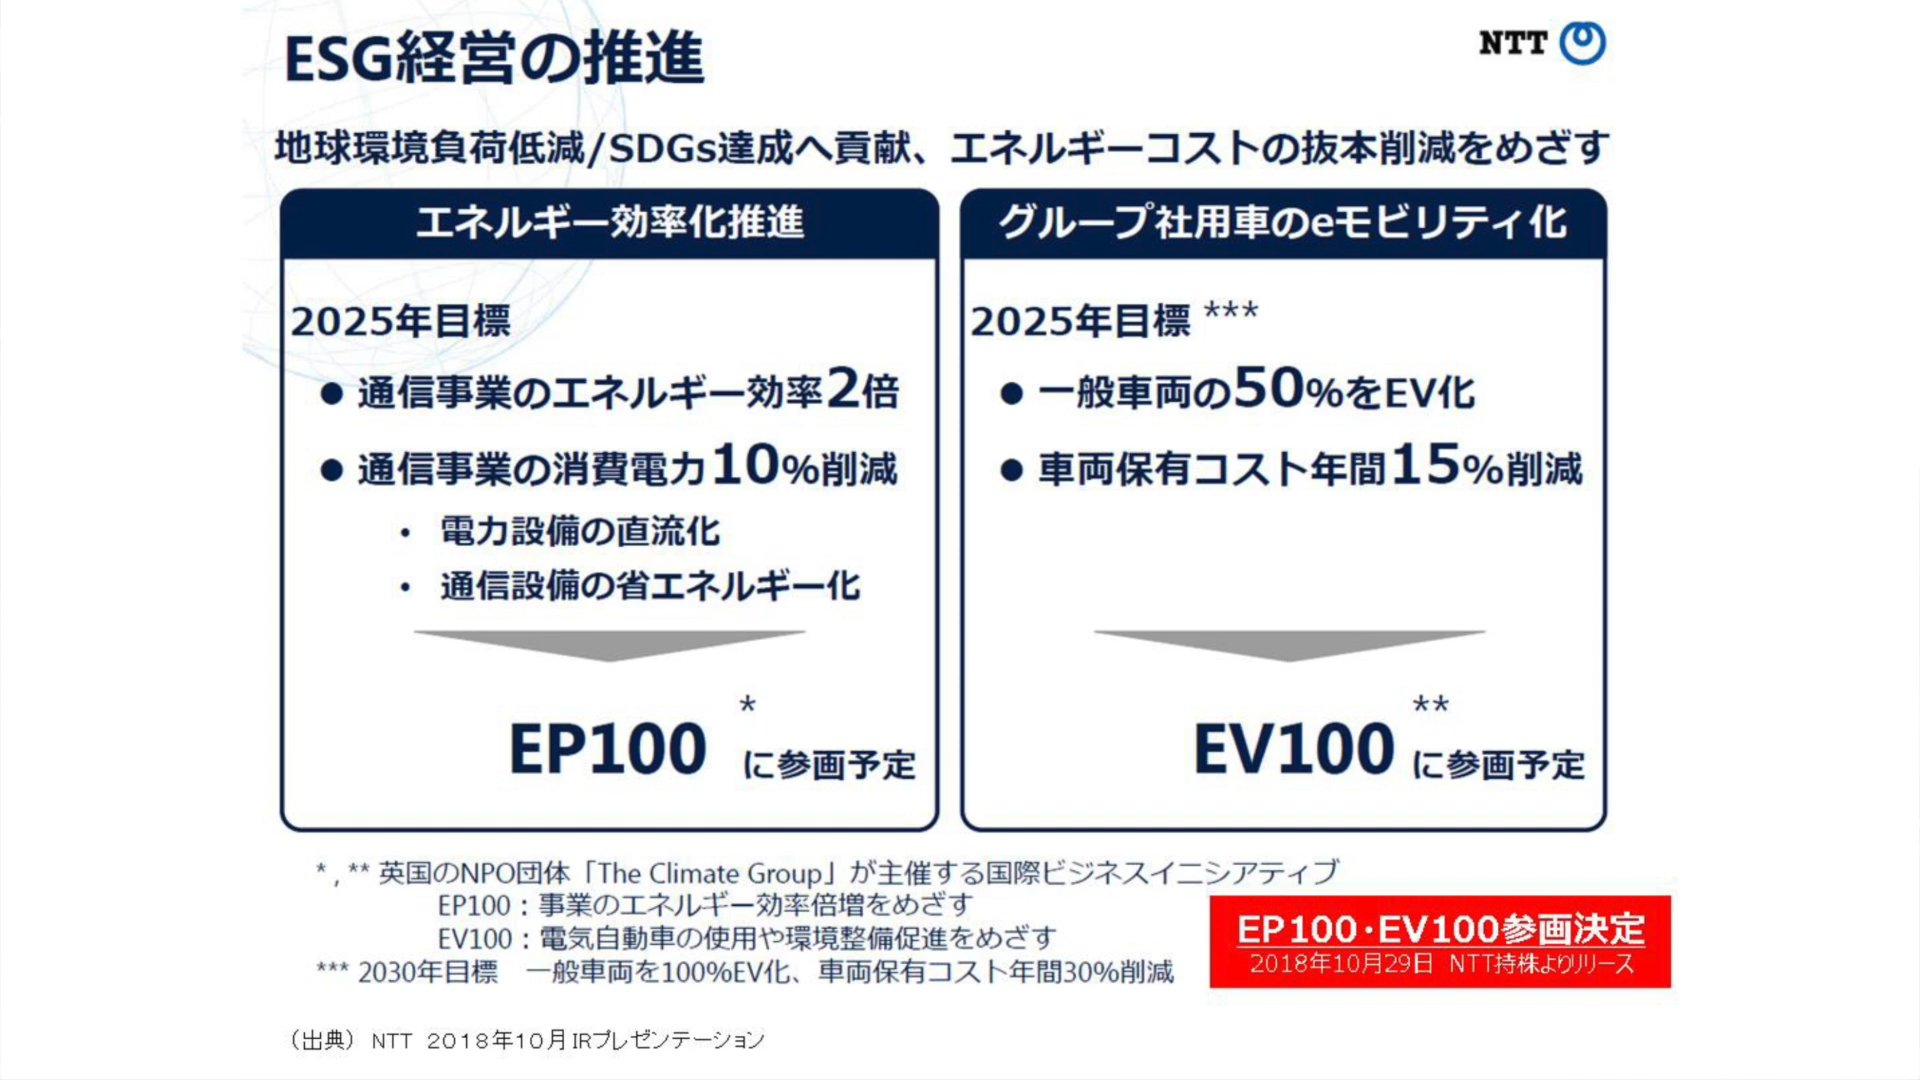 ESG経営の推進
NTT
地球環境負荷低減/SDGs達成へ貢献、エネルギーコストの抜本削減をめざす
エネルギー効率化推進
2025年目標
● 通信事業のエネルギー効率2倍
● 通信事業の消費電力10%削減
・ 電力設備の直流化
・ 通信設備の省エネルギー化
EP100 * に参画予定
グループ社用車のeモビリティ化
2025年目標 ***
● 一般車両の50%をEV化
● 車両保有コスト年間15%削減
EV100 ** に参画予定
* , ** 英国のNPO団体「The Climate Group」が主催する国際ビジネスイニシアティブ
EP100：事業のエネルギー効率倍増をめざす
EV100：電気自動車の使用や環境整備促進をめざす
*** 2030年目標　一般車両を100%EV化、車両保有コスト年間30%削減
EP100・EV100参画決定
2018年10月29日 NTT持株よりリリース
（出典） NTT ２０１８年１０月IRプレゼンテーション